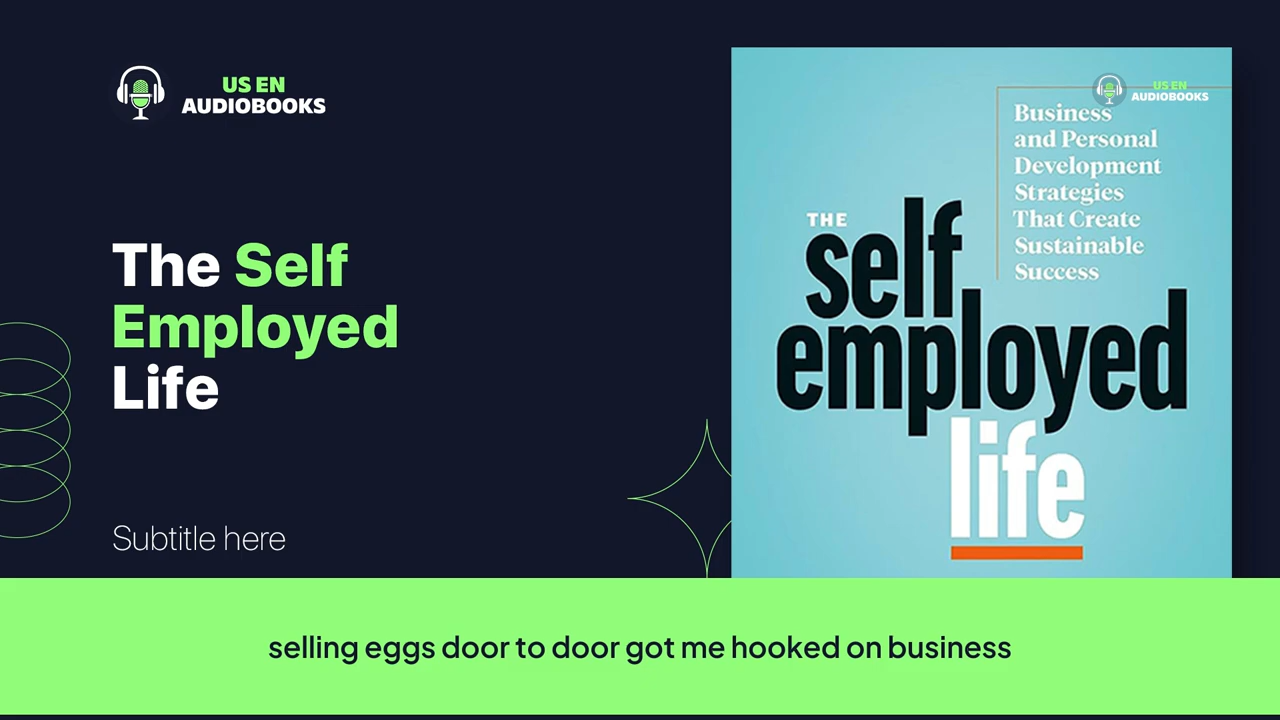 US EN
AUDIOBOOKS
The Self
Employed
Life
Subtitle here
US EN
AUDIOBOOKS
Business
and Personal
Development
Strategies
That Create
Sustainable
Success
THE
self
employed
life
selling eggs door to door got me hooked on business